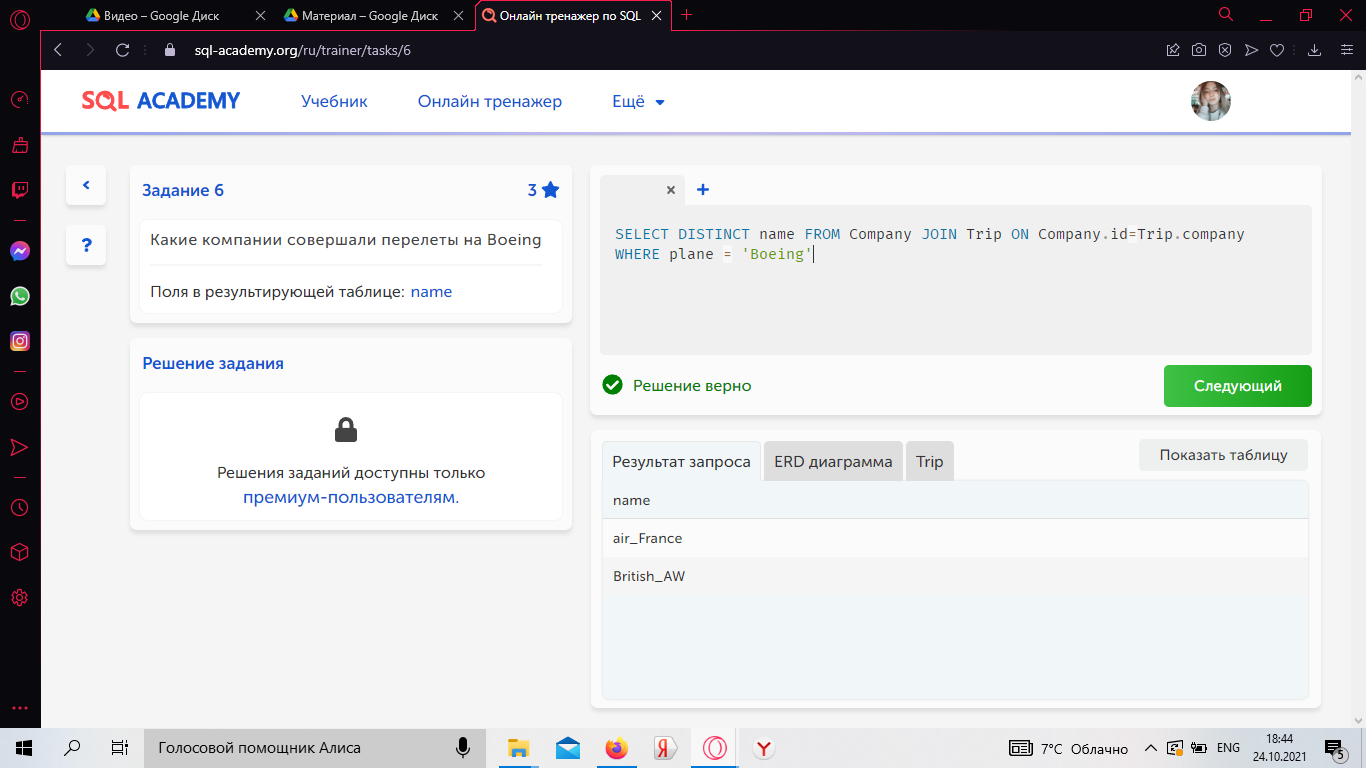 Видео – Google Диск
Материал – Google Диск
Онлайн тренажер по SQL
sql-academy.org/ru/trainer/tasks/6
SQL ACADEMY
Учебник
Онлайн тренажер
Ещё
Задание 6
3
Какие компании совершали перелеты на Boeing
Поля в результирующей таблице: name
Решение задания
Решения заданий доступны только
премиум-пользователям.
SELECT DISTINCT name FROM Company JOIN Trip ON Company.id=Trip.company
WHERE plane = 'Boeing'
Решение верно
Следующий
Результат запроса
ERD диаграмма
Trip
Показать таблицу
name
air_France
British_AW
Голосовой помощник Алиса
7°C Облачно
ENG
18:44
24.10.2021
5